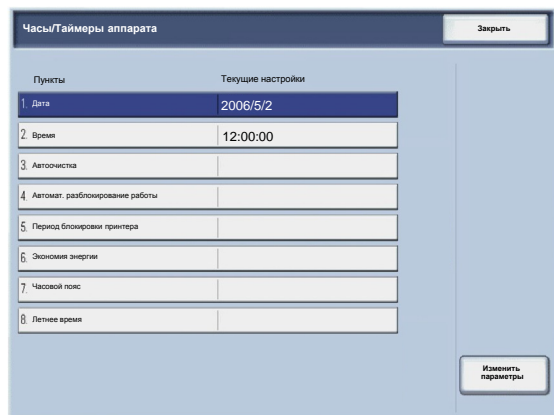 Часы/Таймеры аппарата
Закрыть
Пункты Текущие настройки
1. Дата 2006/5/2
2. Время 12:00:00
3. Автоочистка
4. Автомат. разблокирование работы
5. Период блокировки принтера
6. Экономия энергии
7. Часовой пояс
8. Летнее время
Изменить
параметры